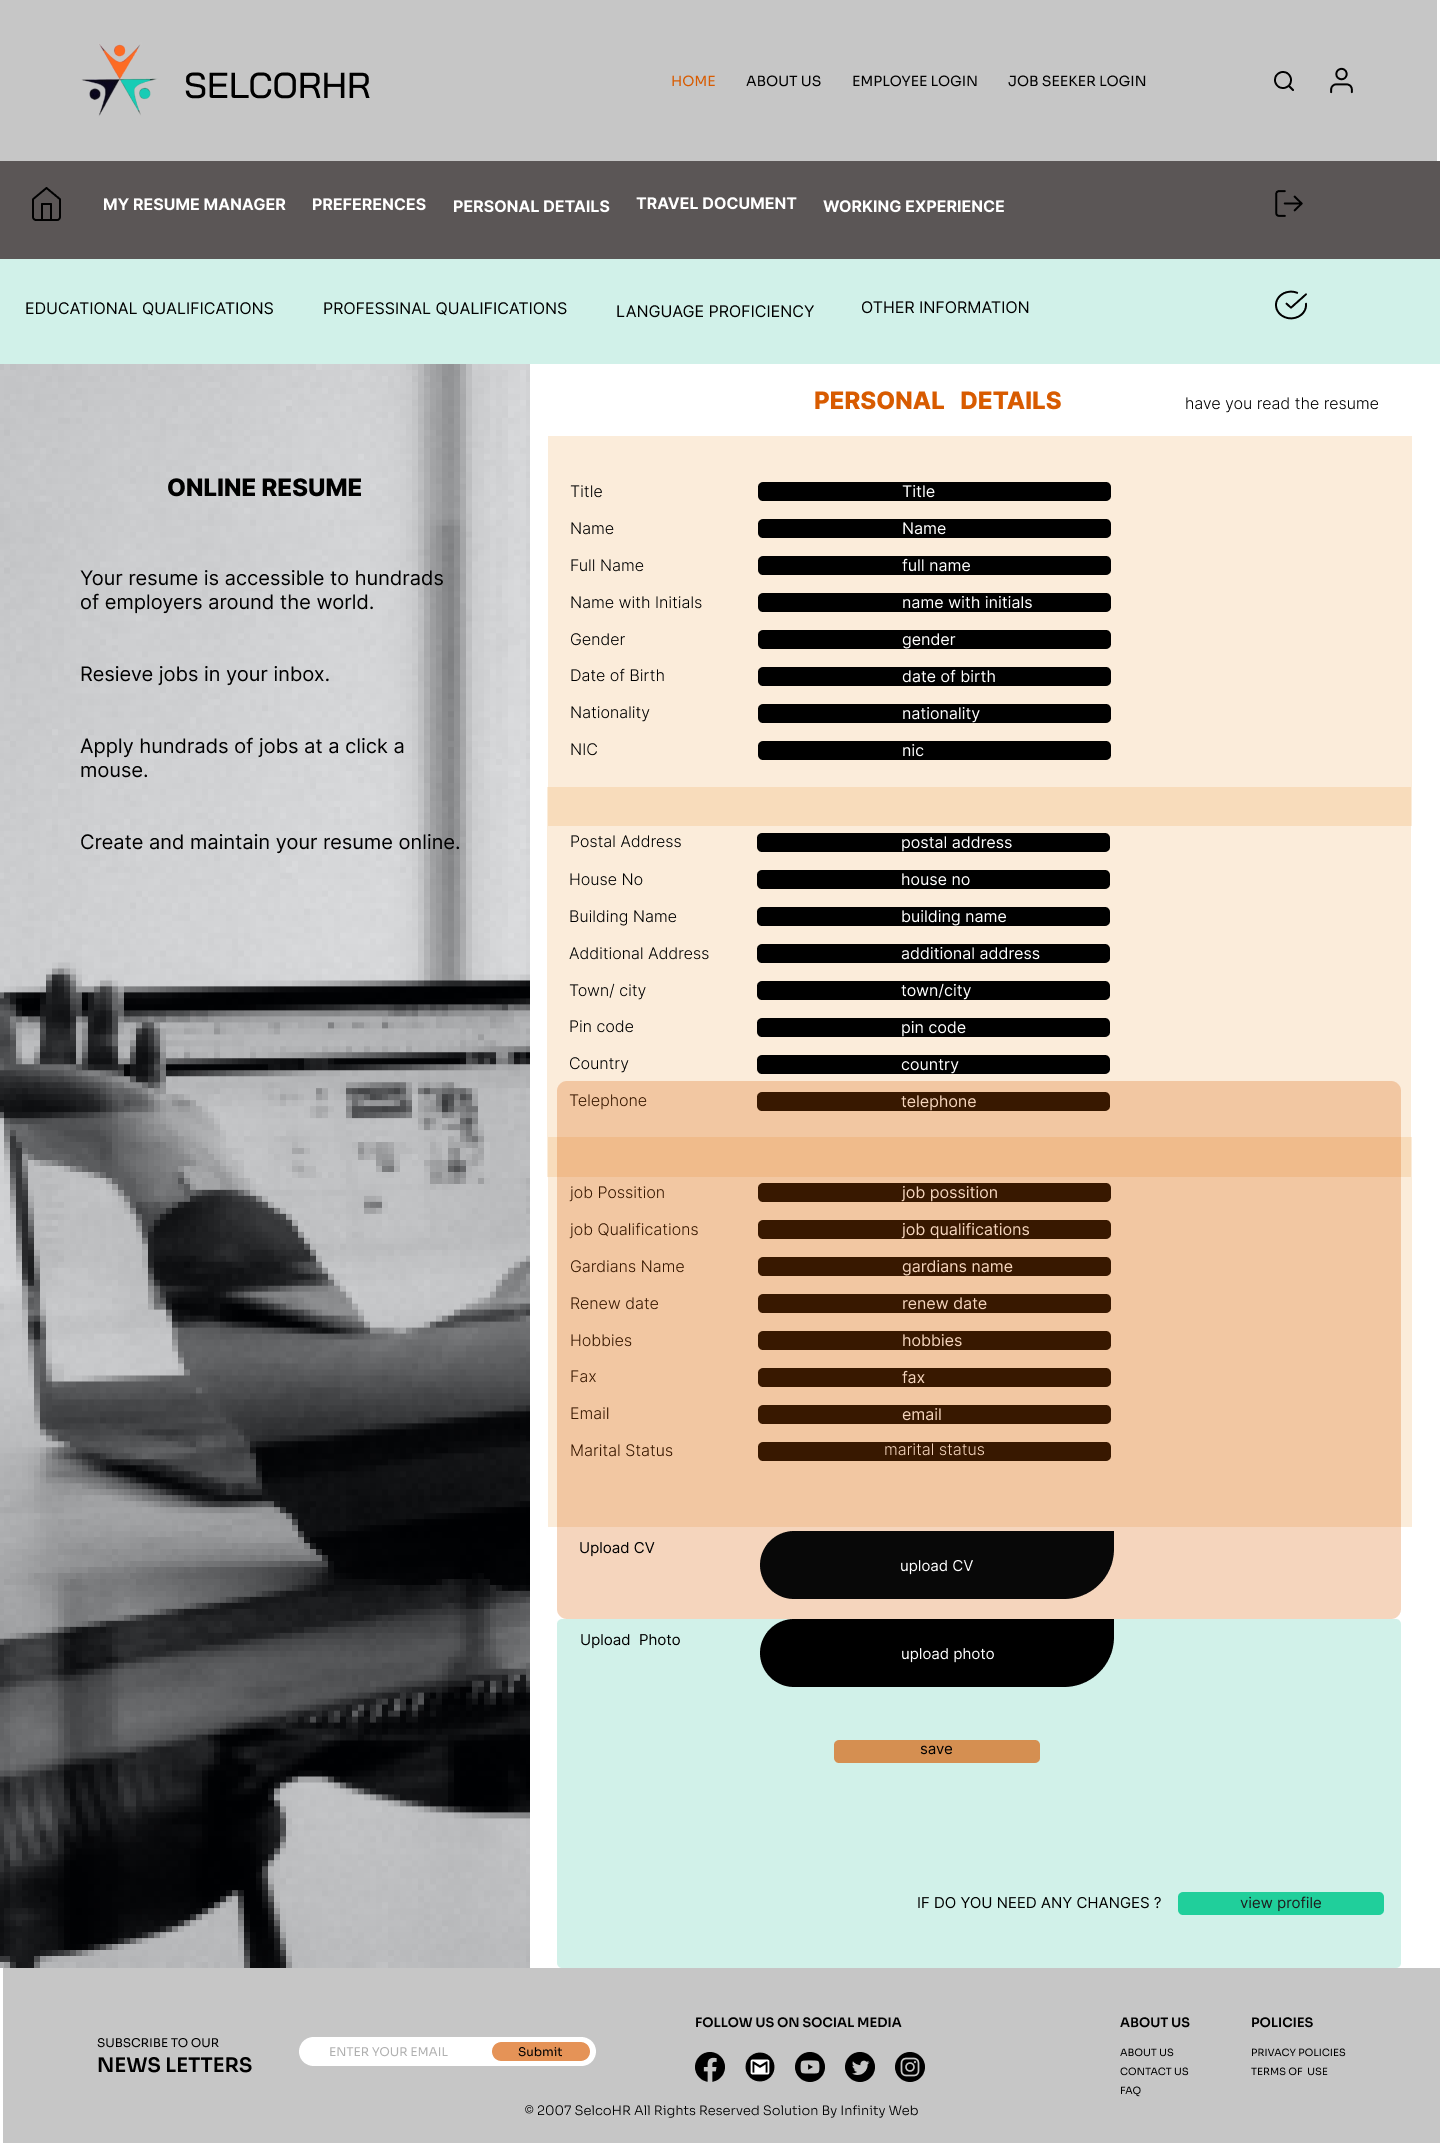 SELCORHR
HOME ABOUT US EMPLOYEE LOGIN JOB SEEKER LOGIN
MY RESUME MANAGER PREFERENCES PERSONAL DETAILS TRAVEL DOCUMENT WORKING EXPERIENCE
EDUCATIONAL QUALIFICATIONS PROFESSINAL QUALIFICATIONS LANGUAGE PROFICIENCY OTHER INFORMATION
ONLINE RESUME
Your resume is accessible to hundrads
of employers around the world.
Resieve jobs in your inbox.
Apply hundrads of jobs at a click a
mouse.
Create and maintain your resume online.
PERSONAL DETAILS
have you read the resume
Title Title
Name Name
Full Name full name
Name with Initials name with initials
Gender gender
Date of Birth date of birth
Nationality nationality
NIC nic
Postal Address postal address
House No house no
Building Name building name
Additional Address additional address
Town/ city town/city
Pin code pin code
Country country
Telephone telephone
job Possition job possition
job Qualifications job qualifications
Gardians Name gardians name
Renew date renew date
Hobbies hobbies
Fax fax
Email email
Marital Status marital status
Upload CV upload CV
Upload Photo upload photo
save
IF DO YOU NEED ANY CHANGES ? view profile
SUBSCRIBE TO OUR
NEWS LETTERS
ENTER YOUR EMAIL Submit
FOLLOW US ON SOCIAL MEDIA
© 2007 SelcoHR All Rights Reserved Solution By Infinity Web
ABOUT US
ABOUT US
CONTACT US
FAQ
POLICIES
PRIVACY POLICIES
TERMS OF USE